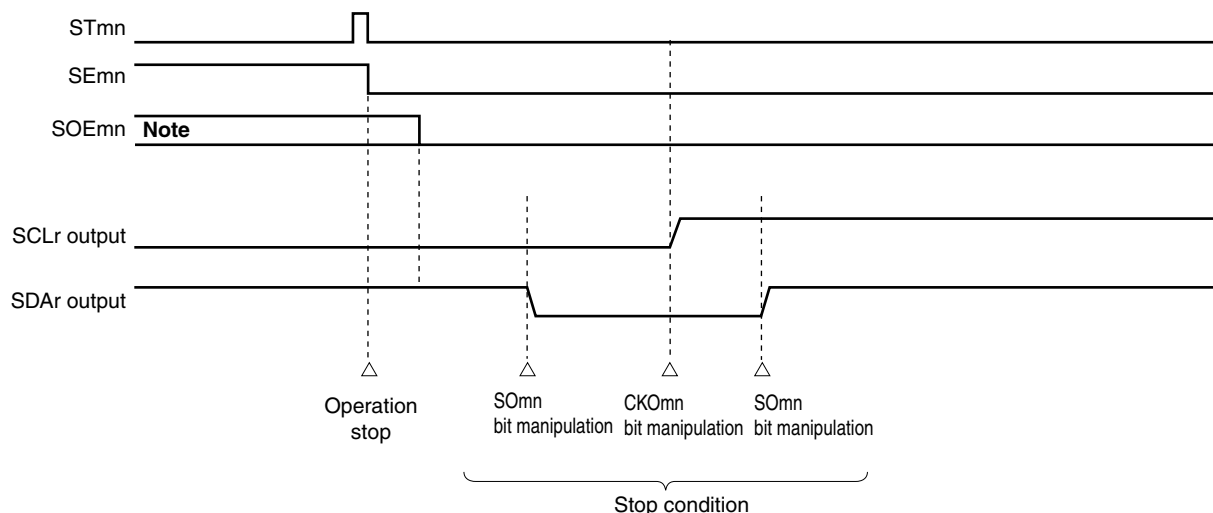 STmn
SEmn
SOEmn Note
SCLr output
SDAr output
Operation
stop
SOmn
bit manipulation
CKOmn
bit manipulation
SOmn
bit manipulation
Stop condition